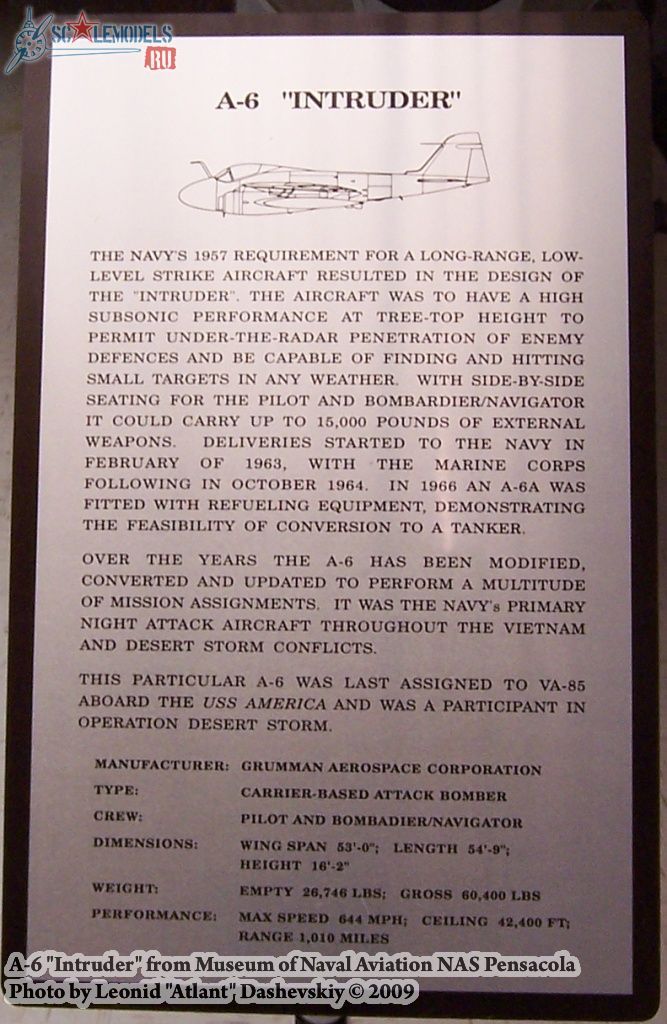 SCALEMODELS
RU
A-6 "INTRUDER"
THE NAVY'S 1957 REQUIREMENT FOR A LONG-RANGE, LOW-
LEVEL STRIKE AIRCRAFT RESULTED IN THE DESIGN OF
THE "INTRUDER". THE AIRCRAFT WAS TO HAVE A HIGH
SUBSONIC PERFORMANCE AT TREE-TOP HEIGHT TO
PERMIT UNDER-THE-RADAR PENETRATION OF ENEMY
DEFENCES AND BE CAPABLE OF FINDING AND HITTING
SMALL TARGETS IN ANY WEATHER. WITH SIDE-BY-SIDE
SEATING FOR THE PILOT AND BOMBARDIER/NAVIGATOR
IT COULD CARRY UP TO 15,000 POUNDS OF EXTERNAL
WEAPONS. DELIVERIES STARTED TO THE NAVY IN
FEBRUARY OF 1963, WITH THE MARINE CORPS
FOLLOWING IN OCTOBER 1964. IN 1966 AN A-6A WAS
FITTED WITH REFUELING EQUIPMENT, DEMONSTRATING
THE FEASIBILITY OF CONVERSION TO A TANKER.
OVER THE YEARS THE A-6 HAS BEEN MODIFIED,
CONVERTED AND UPDATED TO PERFORM A MULTITUDE
OF MISSION ASSIGNMENTS. IT WAS THE NAVY's PRIMARY
NIGHT ATTACK AIRCRAFT THROUGHOUT THE VIETNAM
AND DESERT STORM CONFLICTS.
THIS PARTICULAR A-6 WAS LAST ASSIGNED TO VA-85
ABOARD THE USS AMERICA AND WAS A PARTICIPANT IN
OPERATION DESERT STORM.
MANUFACTURER: GRUMMAN AEROSPACE CORPORATION
TYPE: CARRIER-BASED ATTACK BOMBER
CREW: PILOT AND BOMBADIER/NAVIGATOR
DIMENSIONS: WING SPAN 53'-0"; LENGTH 54'-9";
HEIGHT 16'-2"
WEIGHT: EMPTY 26,746 LBS; GROSS 60,400 LBS
PERFORMANCE: MAX SPEED 644 MPH; CEILING 42,400 FT;
RANGE 1,010 MILES
A-6 "Intruder" from Museum of Naval Aviation NAS Pensacola
Photo by Leonid "Atlant" Dashevskiy © 2009